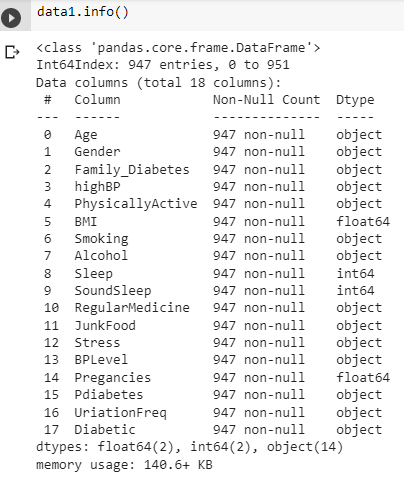 data1.info()
<class 'pandas.core.frame.DataFrame'>
Int64Index: 947 entries, 0 to 951
Data columns (total 18 columns):
 #   Column             Non-Null Count  Dtype
---  ------             --------------  -----
 0   Age                947 non-null    object
 1   Gender             947 non-null    object
 2   Family_Diabetes    947 non-null    object
 3   highBP             947 non-null    object
 4   PhysicallyActive   947 non-null    object
 5   BMI                947 non-null    float64
 6   Smoking            947 non-null    object
 7   Alcohol            947 non-null    object
 8   Sleep              947 non-null    int64
 9   SoundSleep         947 non-null    int64
 10  RegularMedicine    947 non-null    object
 11  JunkFood           947 non-null    object
 12  Stress             947 non-null    object
 13  BPLevel            947 non-null    object
 14  Pregancies         947 non-null    float64
 15  Pdiabetes          947 non-null    object
 16  UriationFreq       947 non-null    object
 17  Diabetic           947 non-null    object
dtypes: float64(2), int64(2), object(14)
memory usage: 140.6+ KB